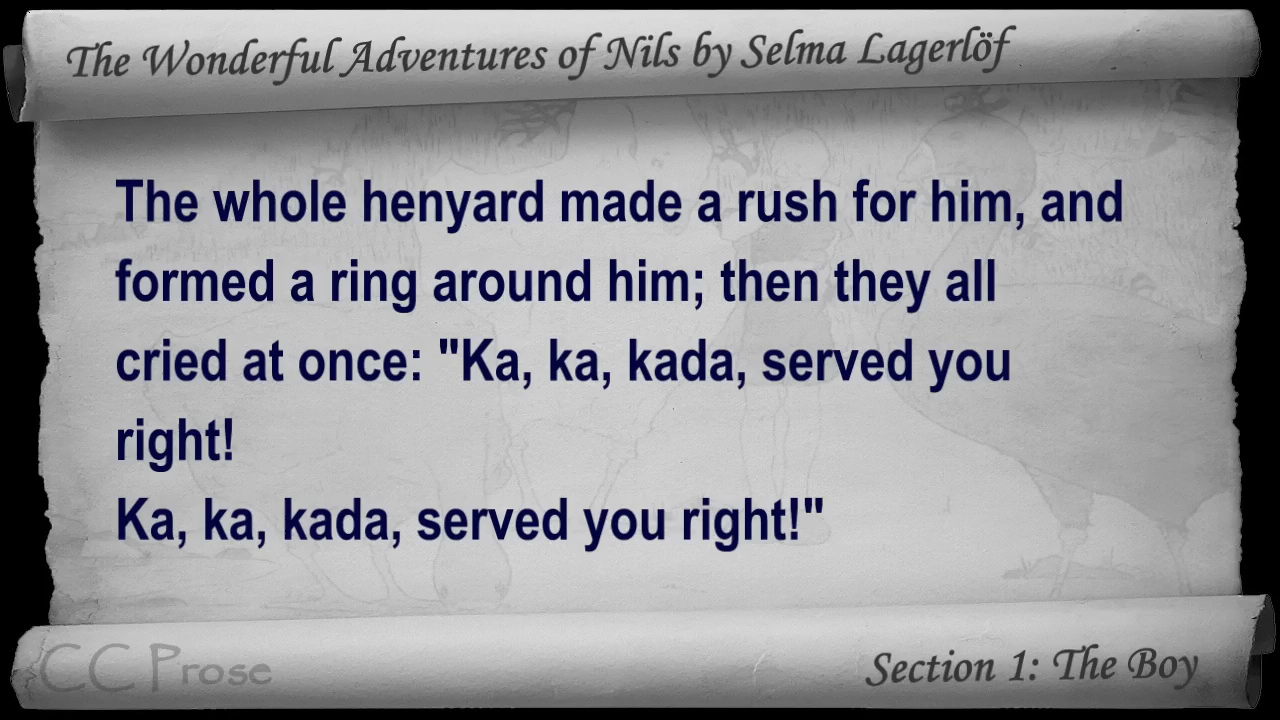 The Wonderful Adventures of Nils by Selma Lagerlöf
The whole henyard made a rush for him, and
formed a ring around him; then they all
cried at once: "Ka, ka, kada, served you
right!
Ka, ka, kada, served you right!"
CC Prose
Section 1: The Boy